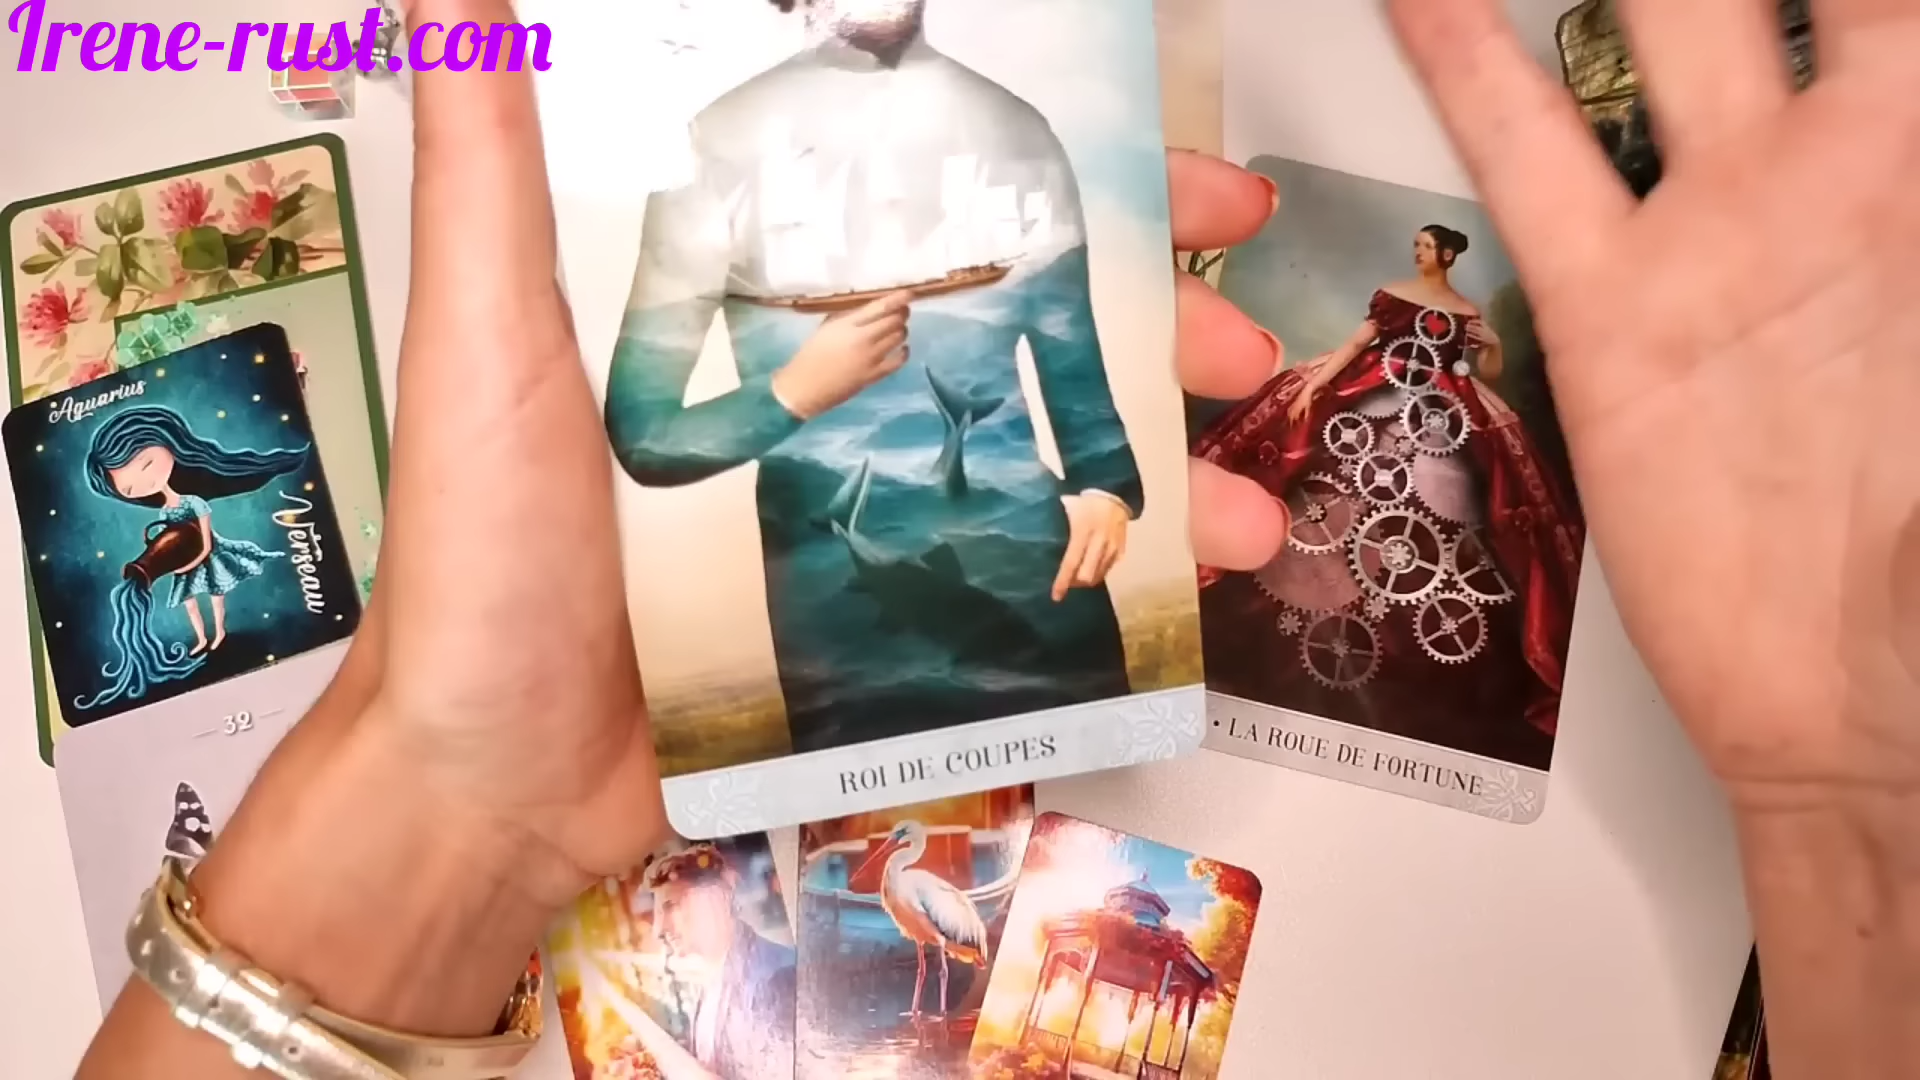 Irene-rust.com
Aquarius
Verseau
— 32 —
ROI DE COUPES
• LA ROUE DE FORTUNE